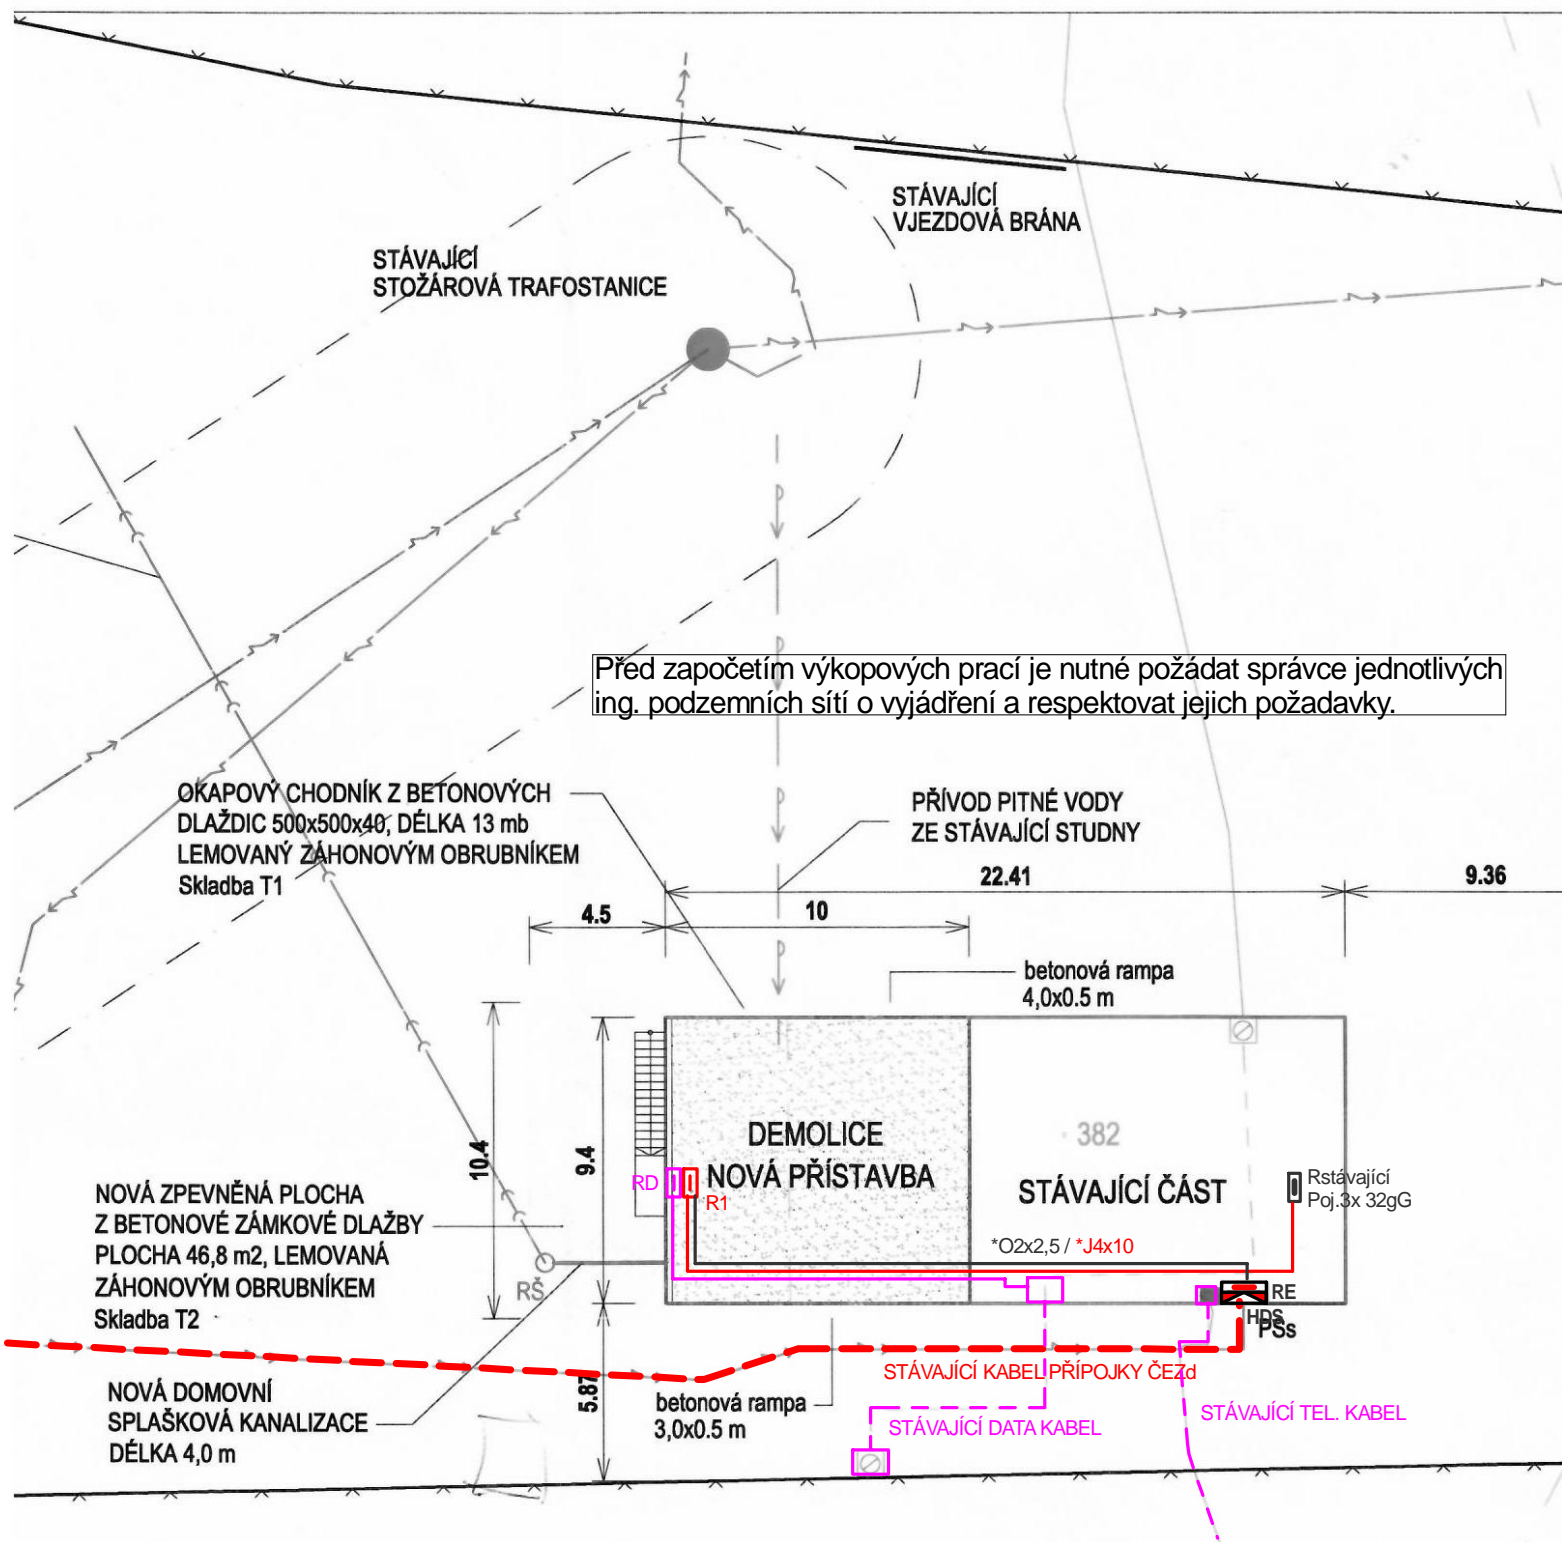 STÁVAJÍCÍ
VJEZDOVÁ BRÁNA
STÁVAJÍCÍ
STOŽÁROVÁ TRAFOSTANICE
Před započetím výkopových prací je nutné požádat správce jednotlivých
ing. podzemních sítí o vyjádření a respektovat jejich požadavky.
OKAPOVÝ CHODNÍK Z BETONOVÝCH
DLAŽDIC 500x500x40, DÉLKA 13 mb
LEMOVANÝ ZÁHONOVÝM OBRUBNÍKEM
Skladba T1
PŘÍVOD PITNÉ VODY
ZE STÁVAJÍCÍ STUDNY
22.41
9.36
4.5
10
betonová rampa
4,0x0.5 m
10.4
9.4
DEMOLICE
NOVÁ PŘÍSTAVBA
382
STÁVAJÍCÍ ČÁST
RD
R1
Rstávající
Poj.3x 32gG
*O2x2,5 / *J4x10
NOVÁ ZPEVNĚNÁ PLOCHA
Z BETONOVÉ ZÁMKOVÉ DLAŽBY
PLOCHA 46,8 m2, LEMOVANÁ
ZÁHONOVÝM OBRUBNÍKEM
Skladba T2
RŠ
RE
HDS
PSs
STÁVAJÍCÍ KABEL PŘÍPOJKY ČEZd
5.87
NOVÁ DOMOVNÍ
SPLAŠKOVÁ KANALIZACE
DÉLKA 4,0 m
betonová rampa
3,0x0.5 m
STÁVAJÍCÍ DATA KABEL
STÁVAJÍCÍ TEL. KABEL